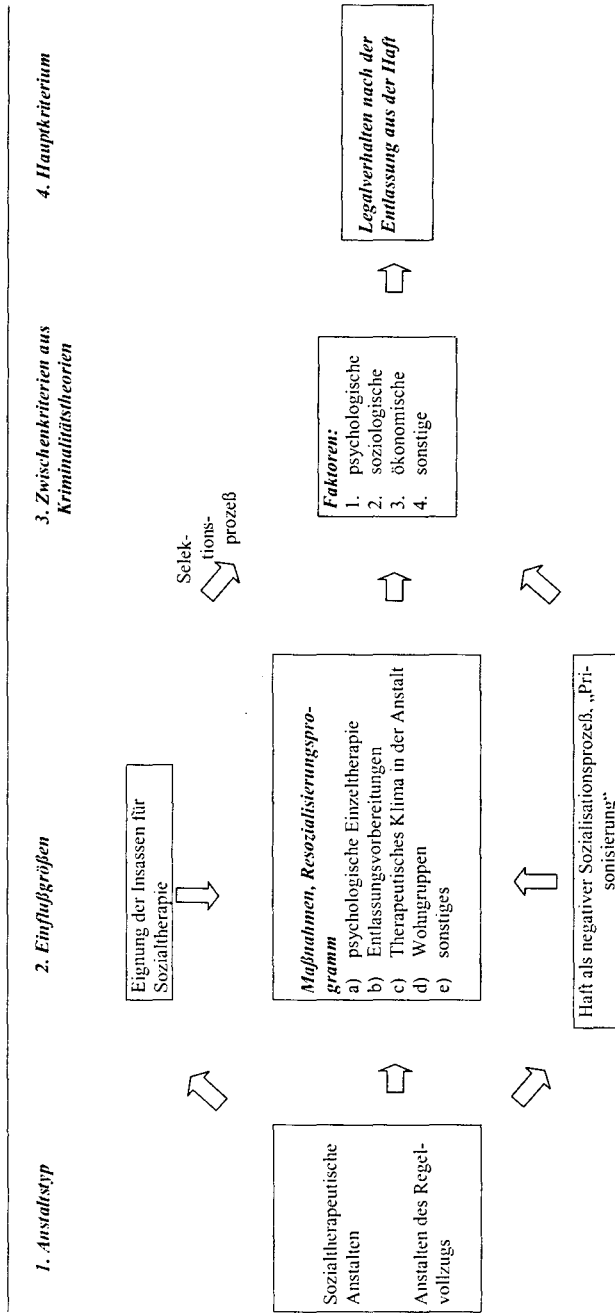 1. Anstaltstyp
2. Einflußgrößen
3. Zwischenkriterien aus
Kriminalitätstheorien
4. Hauptkriterium
Sozialtherapeutische
Anstalten
Anstalten des Regel-
vollzugs
Eignung der Insassen für
Sozialtherapie
Maßnahmen, Resozialisierungspro-
gramm
a) psychologische Einzeltherapie
b) Entlassungsvorbereitungen
c) Therapeutisches Klima in der Anstalt
d) Wohngruppen
e) sonstiges
Haft als negativer Sozialisationsprozeß, „Pri-
sonisierung"
Selek-
tions-
prozeß
Faktoren:
1. psychologische
2. soziologische
3. ökonomische
4. sonstige
Legalverhalten nach der
Entlassung aus der Haft